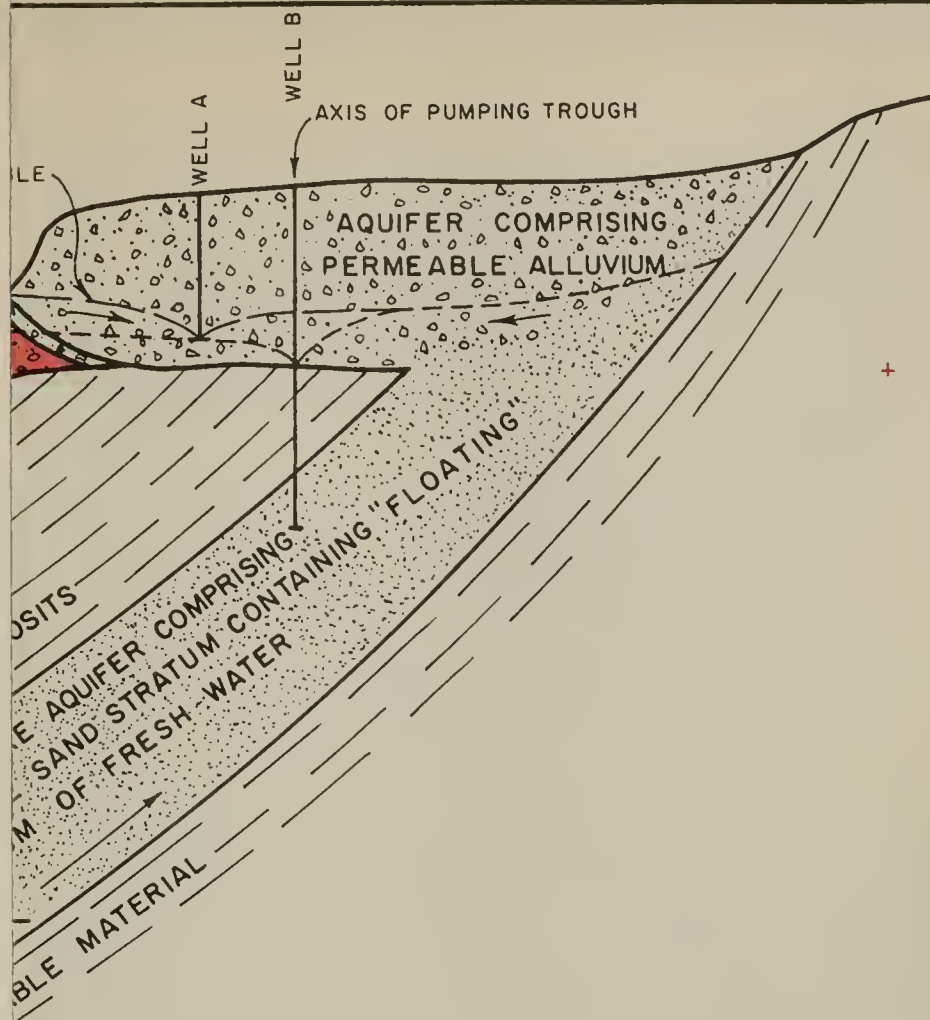 WELL B
WELL A
AXIS OF PUMPING TROUGH
LE
AQUIFER COMPRISING
PERMEABLE ALLUVIUM
OSITS
E AQUIFER COMPRISING
SAND STRATUM CONTAINING "FLOATING"
M OF FRESH WATER
BLE MATERIAL